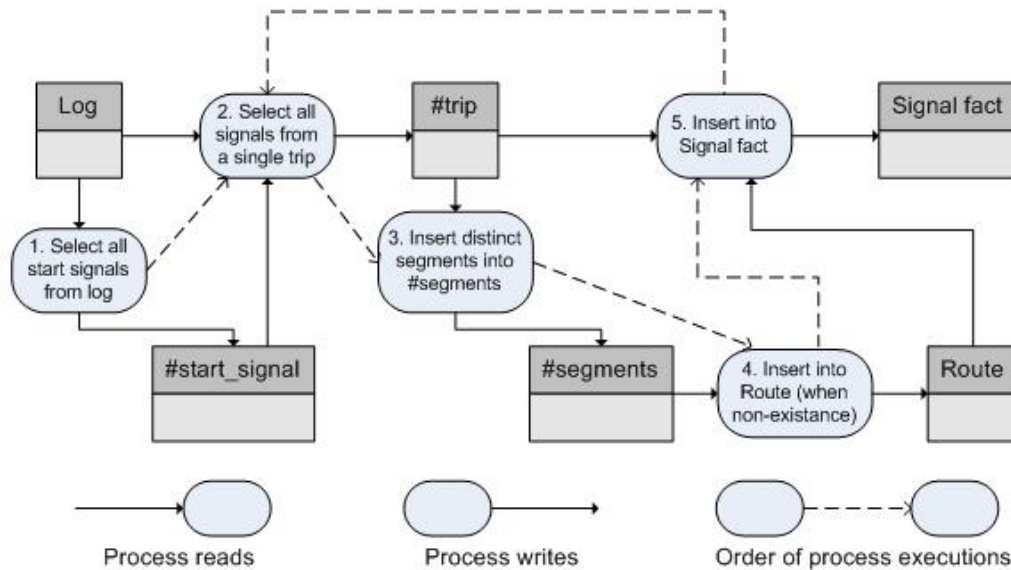 Log
2. Select all
signals from
a single trip
#trip
5. Insert into
Signal fact
Signal fact
1. Select all
start signals
from log
3. Insert distinct
segments into
#segments
#start_signal
#segments
4. Insert into
Route (when
non-existance)
Route
Process reads
Process writes
Order of process executions